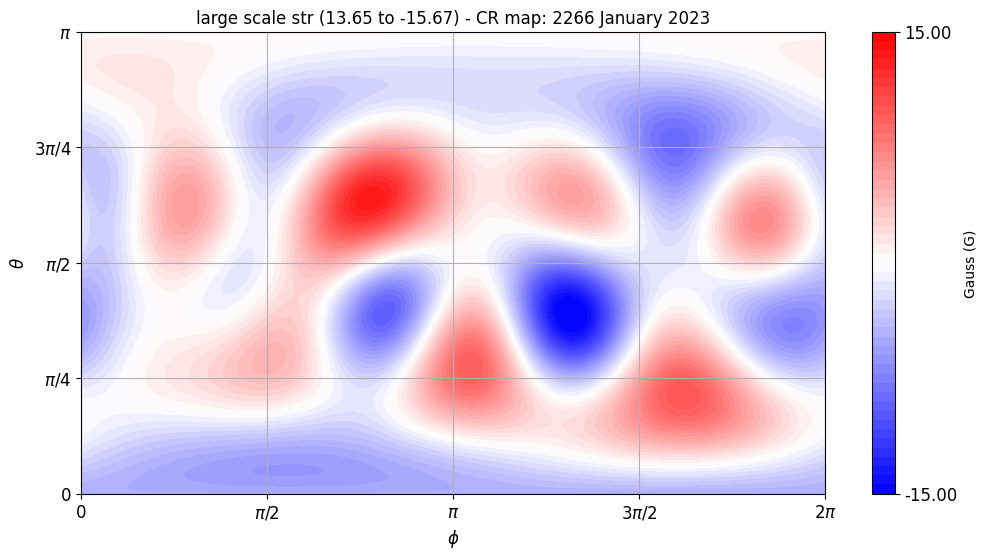 large scale str (13.65 to -15.67) - CR map: 2266 January 2023
π
3π/4
π/2
π/4
0
θ
0
π/2
π
3π/2
2π
ϕ
15.00
-15.00
Gauss (G)